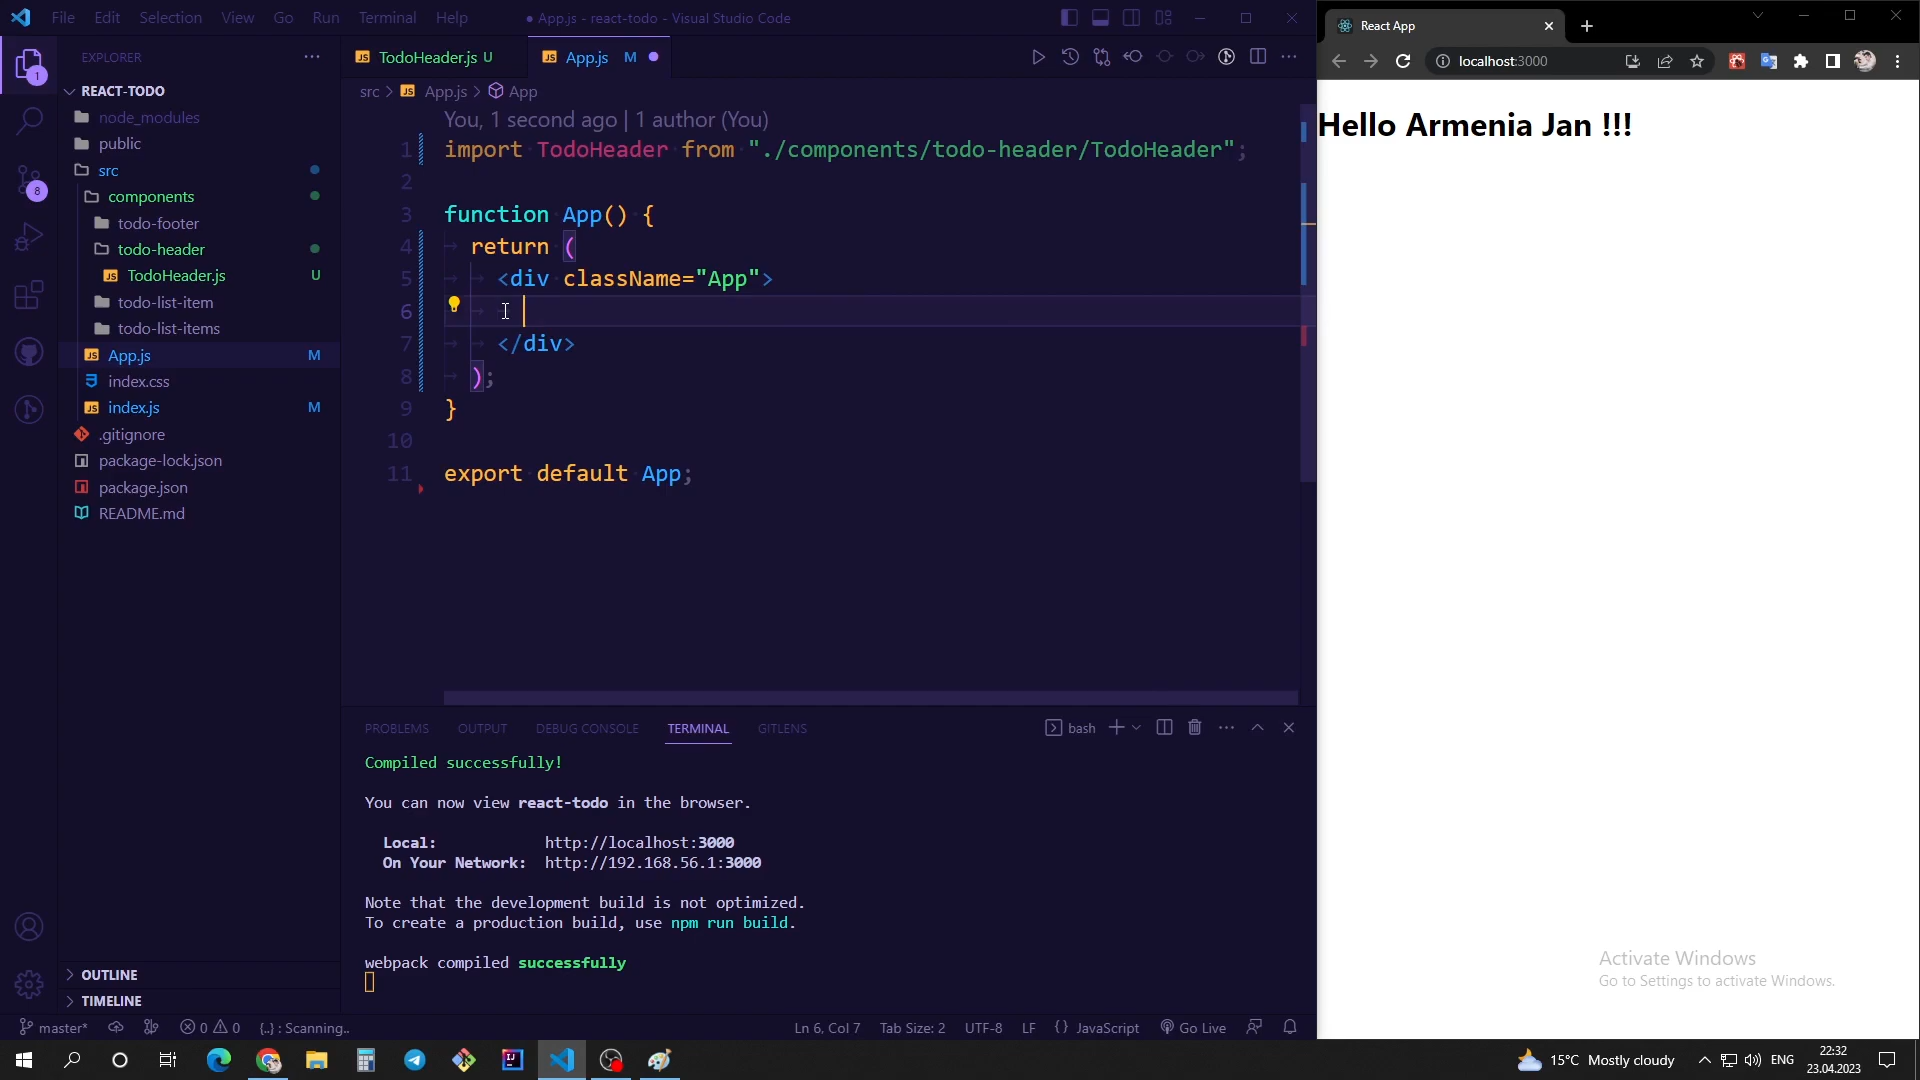 File Edit Selection View Go Run Terminal Help
● App.js - react-todo - Visual Studio Code
EXPLORER
REACT-TODO
node_modules
public
src
components
todo-footer
todo-header
TodoHeader.js U
todo-list-item
todo-list-items
App.js M
index.css
index.js M
.gitignore
package-lock.json
package.json
README.md
OUTLINE
TIMELINE
1
8
TodoHeader.js U
App.js M
src > App.js > App
You, 1 second ago | 1 author (You)
1 import TodoHeader from "./components/todo-header/TodoHeader";
2
3 function App() {
4 return (
5 <div className="App">
6
7 </div>
8 );
9 }
10
11 export default App;
PROBLEMS OUTPUT DEBUG CONSOLE TERMINAL GITLENS
bash
Compiled successfully!
You can now view react-todo in the browser.
Local: http://localhost:3000
On Your Network: http://192.168.56.1:3000
Note that the development build is not optimized.
To create a production build, use npm run build.
webpack compiled successfully
master* 0 0 {..} : Scanning..
Ln 6, Col 7 Tab Size: 2 UTF-8 LF {} JavaScript Go Live
React App
localhost:3000
Hello Armenia Jan !!!
Activate Windows
Go to Settings to activate Windows.
15°C Mostly cloudy
ENG
22:32
23.04.2023